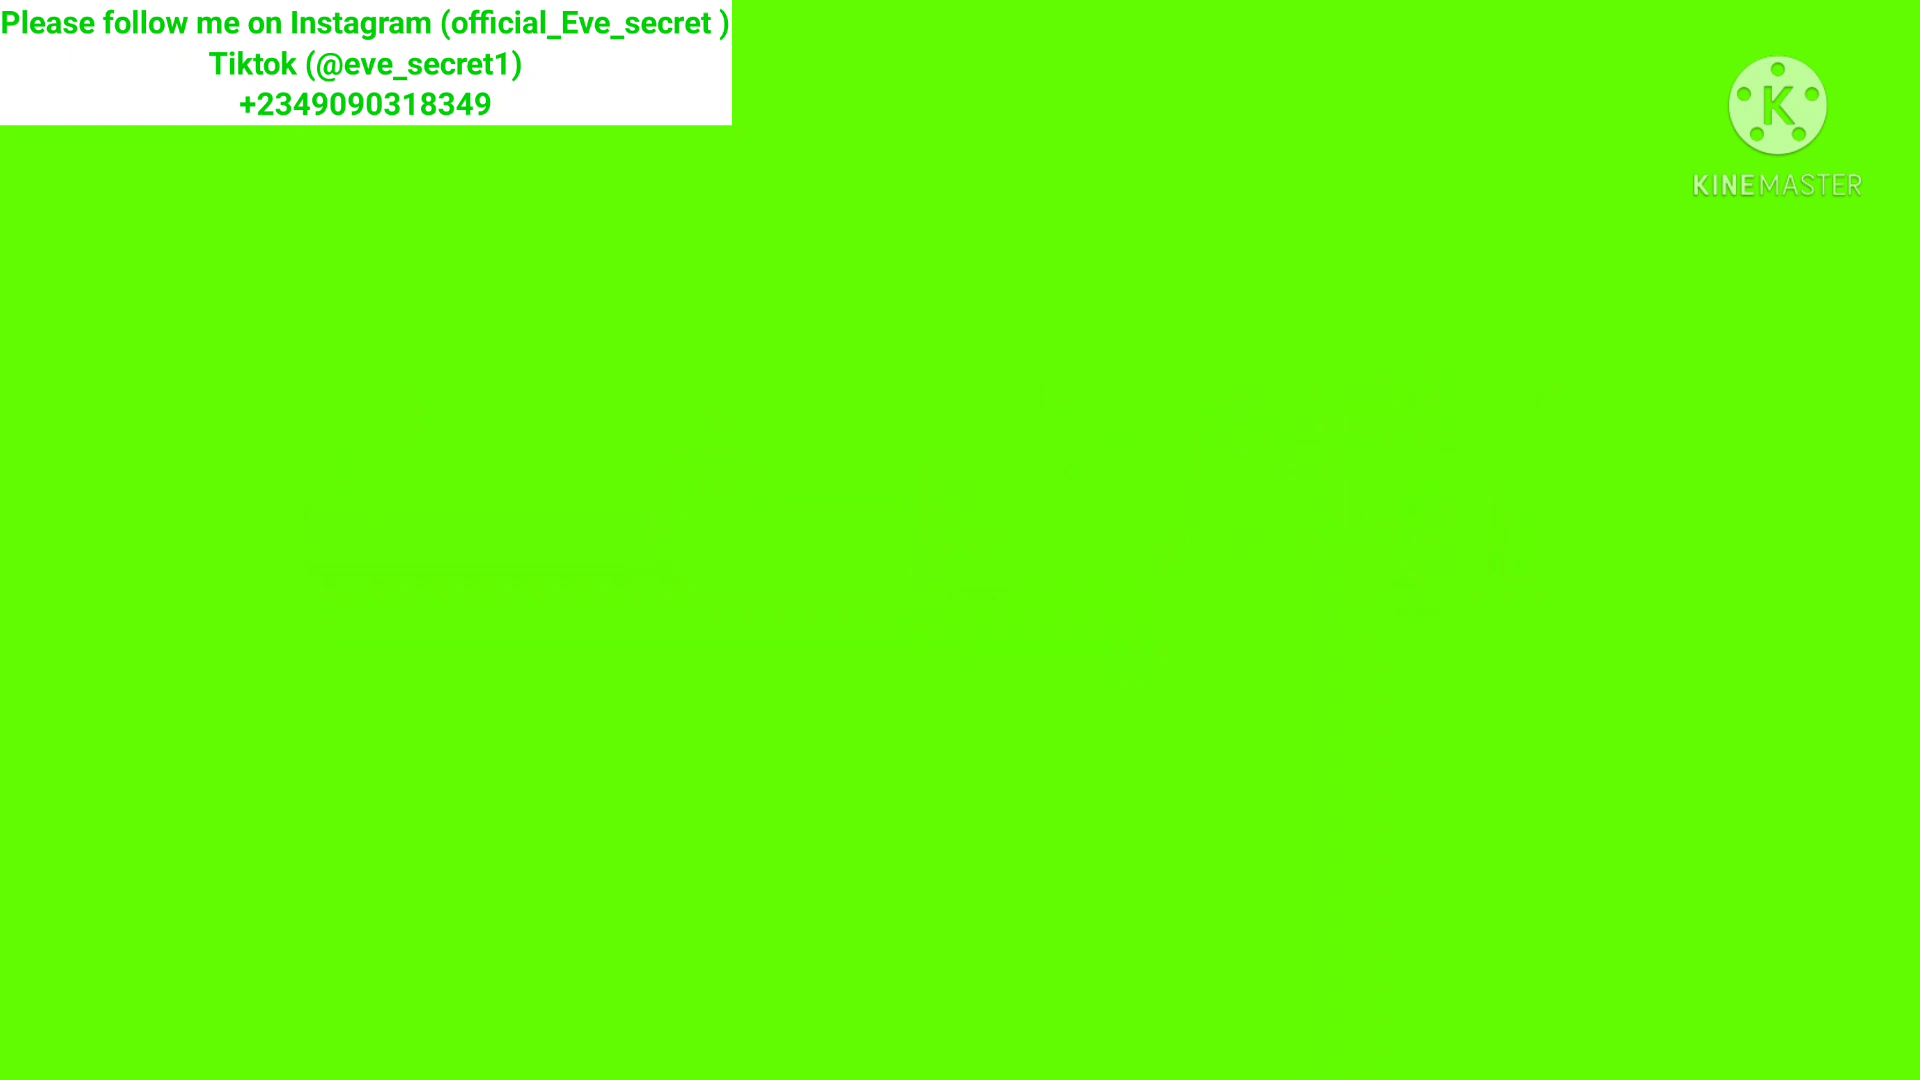 Please follow me on Instagram (official_Eve_secret )
Tiktok (@eve_secret1)
+2349090318349
KINEMASTER